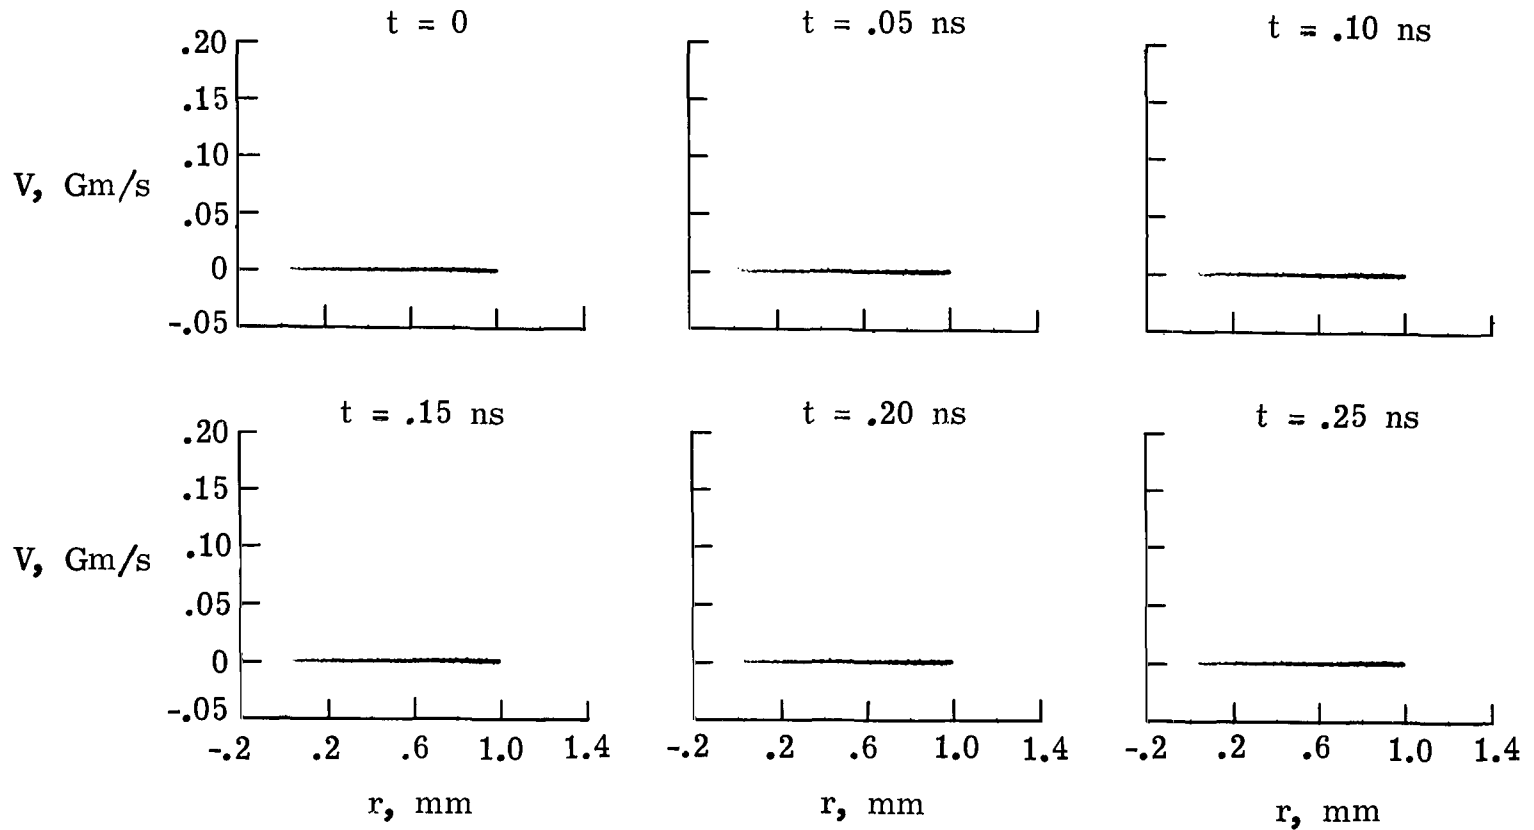 t = 0
t = .05 ns
t = .10 ns
.20
.15
.10
V, Gm/s
.05
0
-.05
t = .15 ns
t = .20 ns
t = .25 ns
.20
.15
.10
V, Gm/s
.05
0
-.05
-.2 .2 .6 1.0 1.4
-.2 .2 .6 1.0 1.4
-.2 .2 .6 1.0 1.4
r, mm
r, mm
r, mm